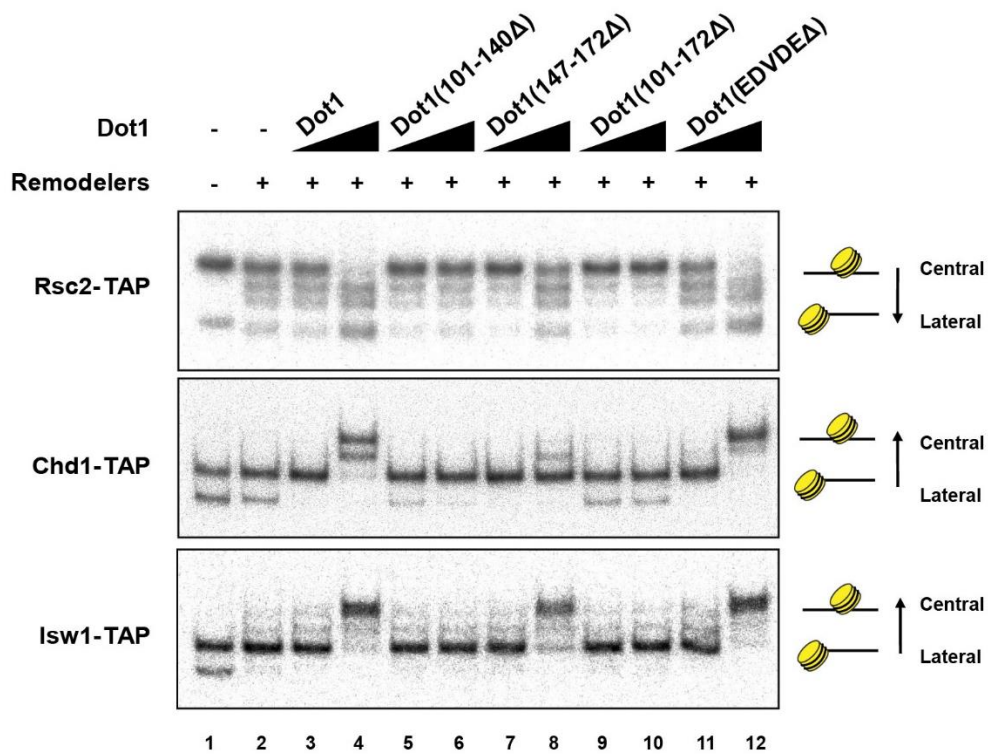 Dot1 - - Dot1 Dot1(101-140Δ) Dot1(147-172Δ) Dot1(101-172Δ) Dot1(EDVDEΔ)
Remodelers - + + + + + + + + + + +
Rsc2-TAP
Central
Lateral
Chd1-TAP
Central
Lateral
Isw1-TAP
Central
Lateral
1 2 3 4 5 6 7 8 9 10 11 12